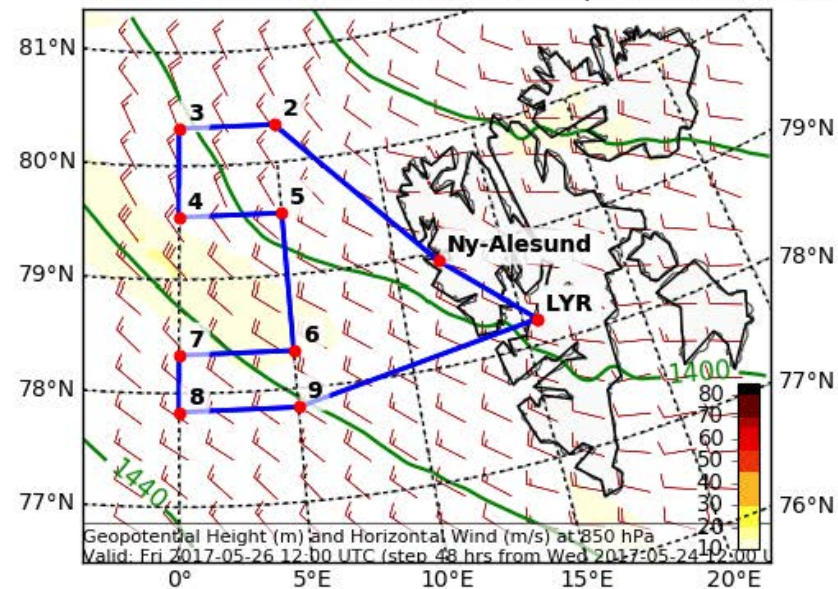 81°N
80°N
79°N
78°N
77°N
79°N
78°N
77°N
76°N
3
2
4
5
Ny-Alesund
LYR
7
6
8
9
1400
1440
80
70
60
50
40
30
20
10
Geopotential Height (m) and Horizontal Wind (m/s) at 850 hPa
Valid: Fri 2017-05-26 12:00 UTC (step 48 hrs from Wed 2017-05-24 12:00 U
0°
5°E
10°E
15°E
20°E